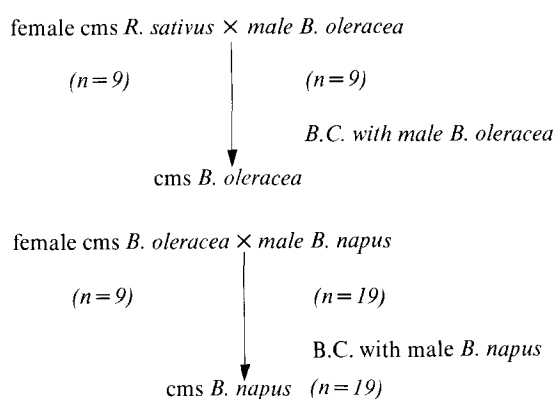 female cms R. sativus × male B. oleracea
(n=9) (n=9)
B.C. with male B. oleracea
cms B. oleracea
female cms B. oleracea × male B. napus
(n=9) (n=19)
B.C. with male B. napus
cms B. napus (n=19)